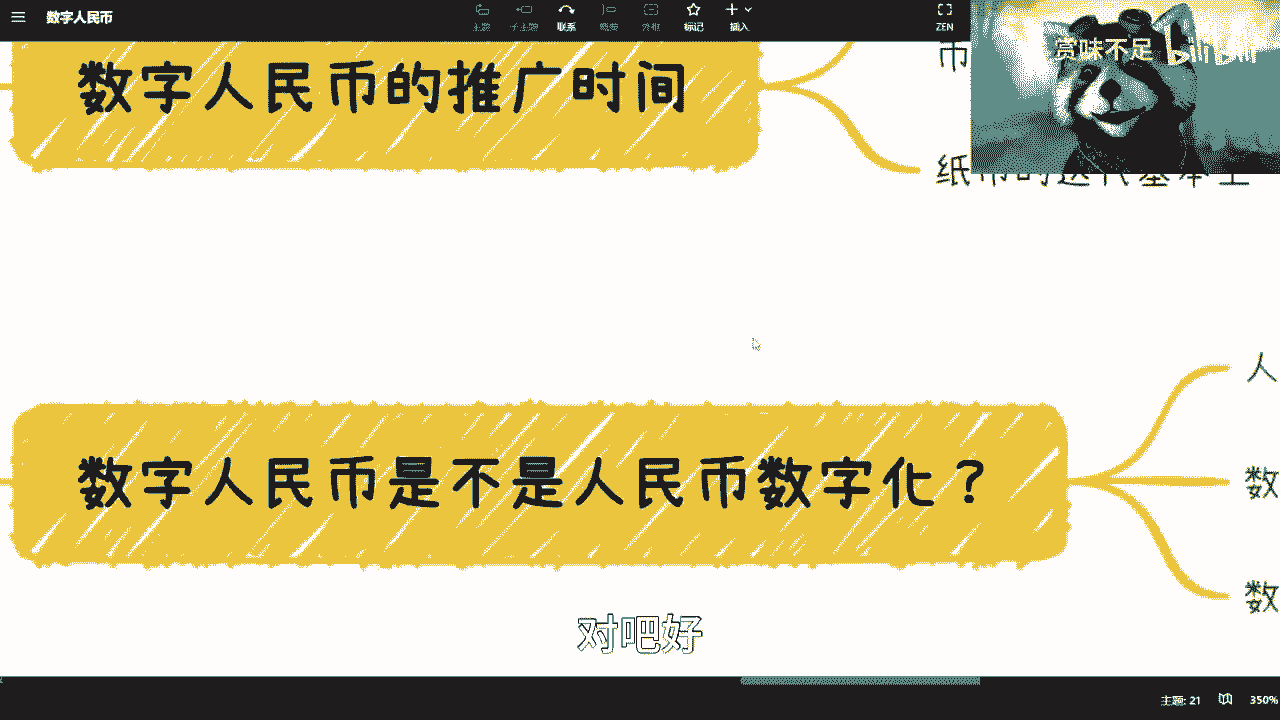 数字人民币
主题
子主题
联系
概要
外框
标记
插入
ZEN
赏味不足
bilibili
数字人民币的推广时间
币
纸币的迭代基本上
数字人民币是不是人民币数字化？
人
数
数
对吧好
主题: 21
350%